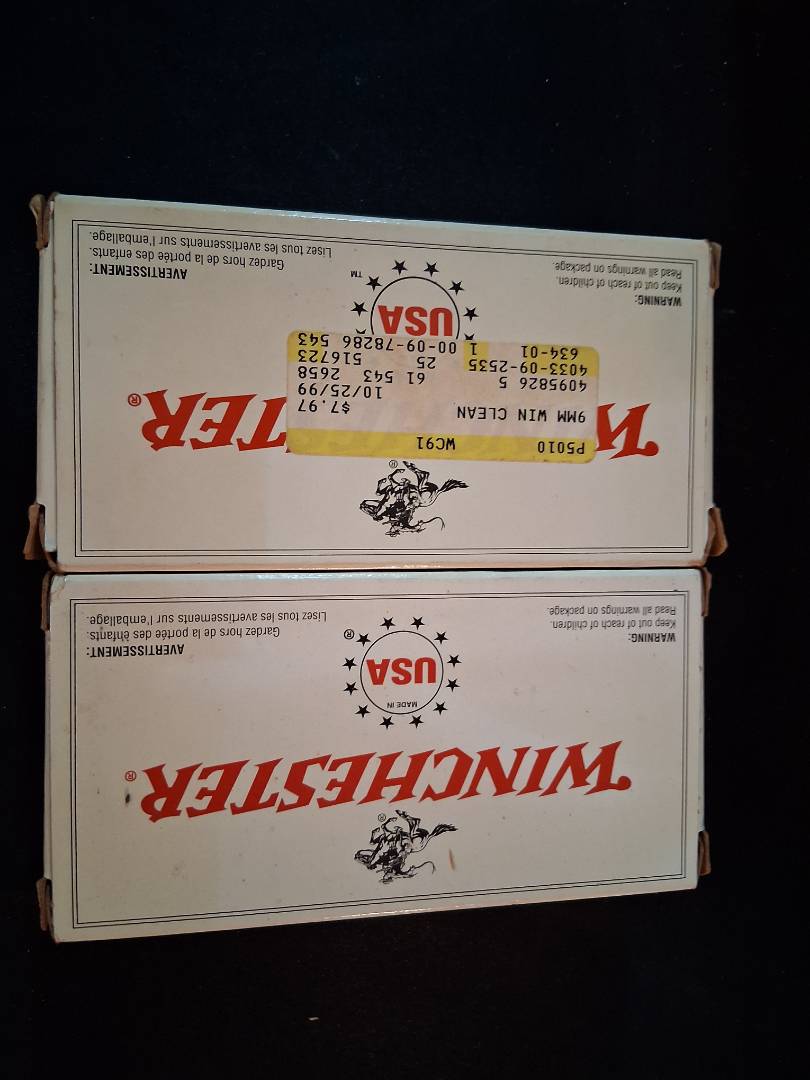 ®
WINCHESTER®
MADE IN
USA
®
WARNING:
Keep out of reach of children.
Read all warnings on package.
AVERTISSEMENT:
Gardez hors de la portée des enfants.
Lisez tous les avertissements sur l'emballage.
®
WINCHESTER®
P5010 WC91
9MM WIN CLEAN $7.97
10/25/99
4095826 5 61 543 2658
4033-09-2535 25 516723
634-01 1 00-09-78286 543
USA
TM
WARNING:
Keep out of reach of children.
Read all warnings on package.
AVERTISSEMENT:
Gardez hors de la portée des enfants.
Lisez tous les avertissements sur l'emballage.